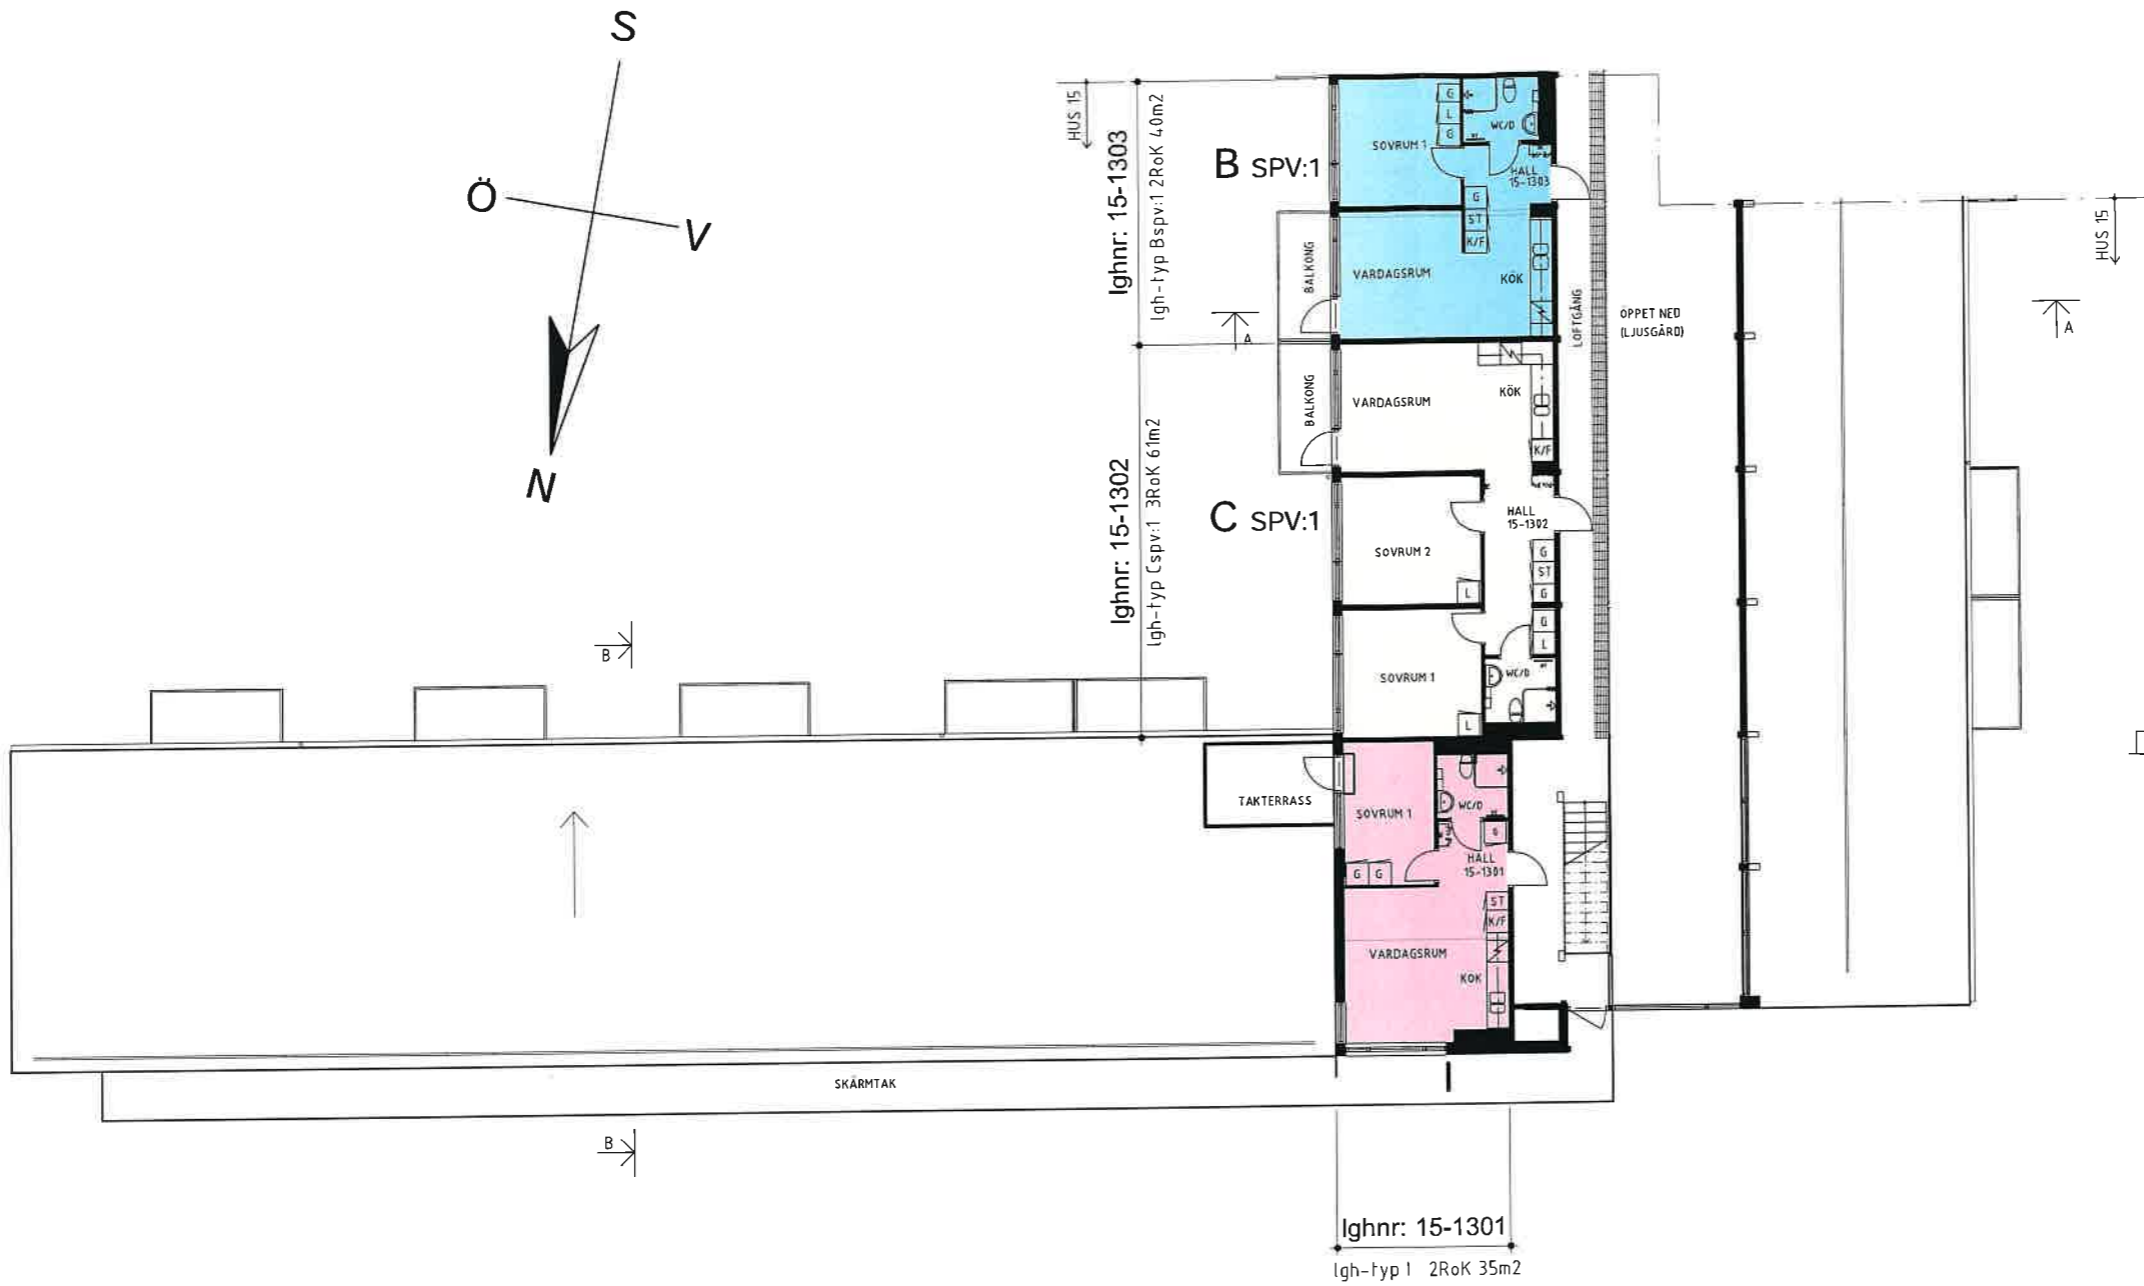 S
Ö
V
N
HUS 15
lghnr: 15-1303
lgh-typ Bspv:1 2RoK 40m2
B SPV:1
SOVRUM 1
G
L
G
WC/D
HALL
15-1303
G
ST
K/F
VARDAGSRUM
KÖK
BALKONG
A
LOFTGÅNG
ÖPPET NED
(LJUSGÅRD)
HUS 15
A
lghnr: 15-1302
lgh-typ Cspv:1 3RoK 61m2
C SPV:1
BALKONG
VARDAGSRUM
KÖK
K/F
HALL
15-1302
SOVRUM 2
L
G
ST
G
G
L
SOVRUM 1
L
WC/D
B
TAKTERRASS
SOVRUM 1
WC/D
G
HALL
15-1301
G G
ST
K/F
VARDAGSRUM
KÖK
SKÄRMTAK
B
lghnr: 15-1301
lgh-typ I 2RoK 35m2